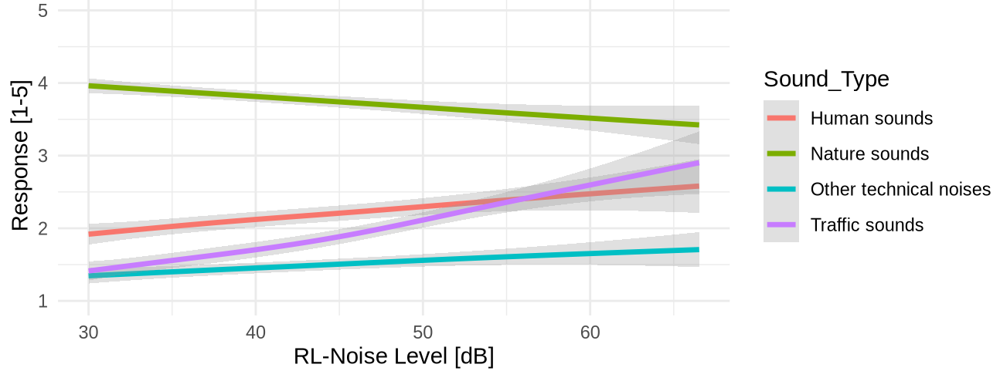 5
4
3
2
1
Response [1-5]
30 40 50 60
RL-Noise Level [dB]
Sound_Type
Human sounds
Nature sounds
Other technical noises
Traffic sounds